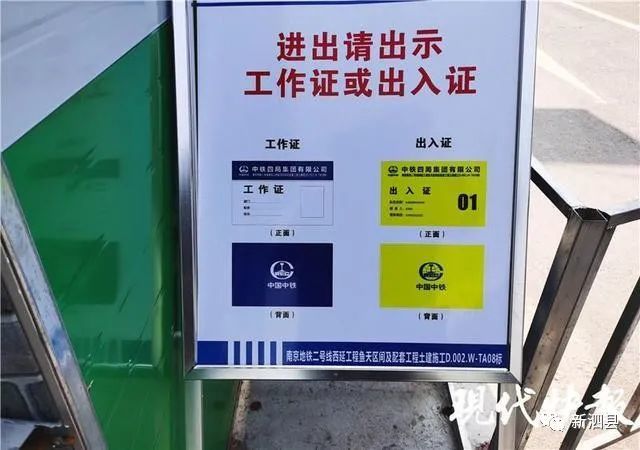 进出请出示
工作证或出入证
工作证
出入证
中铁四局集团有限公司
工作证
(正面)
中铁四局集团有限公司
出入证
01
(正面)
中国中铁
(背面)
中国中铁
(背面)
南京地铁二号线西延工程鱼天区间及配套工程土建施工D.002.W-TA08标
现代快报
新泗县